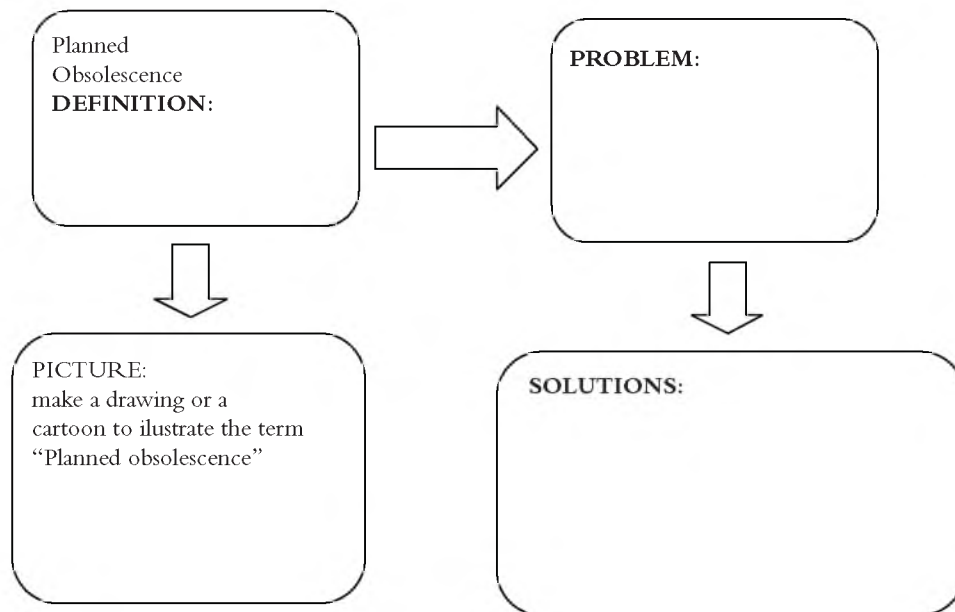 Planned
Obsolescence
DEFINITION:
PROBLEM:
PICTURE:
make a drawing or a
cartoon to ilustrate the term
“Planned obsolescence”
SOLUTIONS: